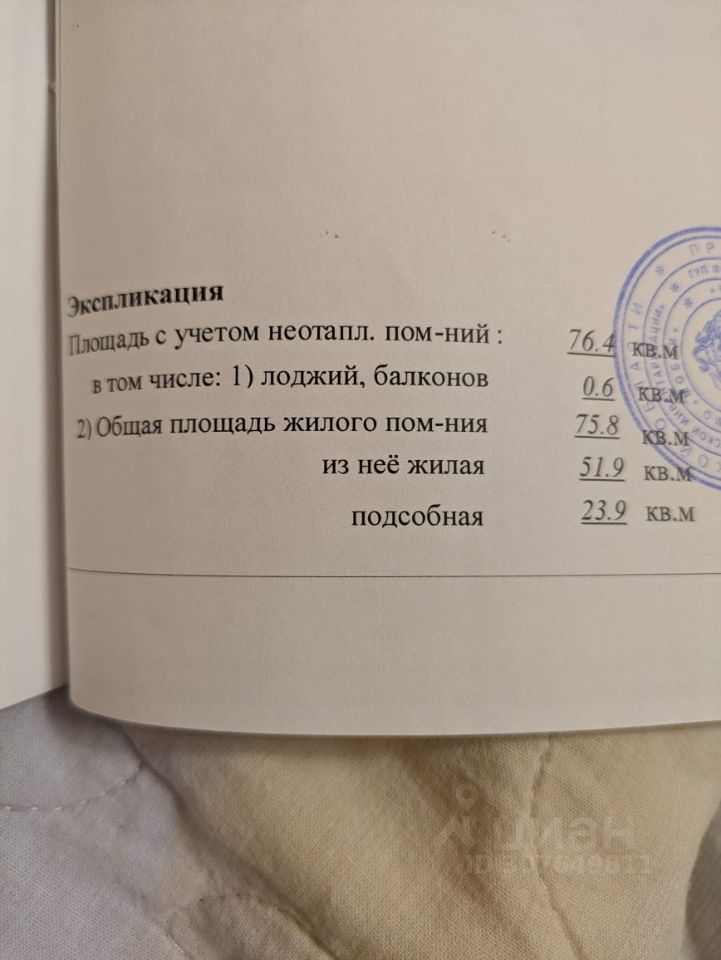 Экспликация
Площадь с учетом неотапл. пом-ний : 76.4 кв.м
в том числе: 1) лоджий, балконов 0.6 кв.м
2) Общая площадь жилого пом-ния 75.8 кв.м
из неё жилая 51.9 кв.м
подсобная 23.9 кв.м